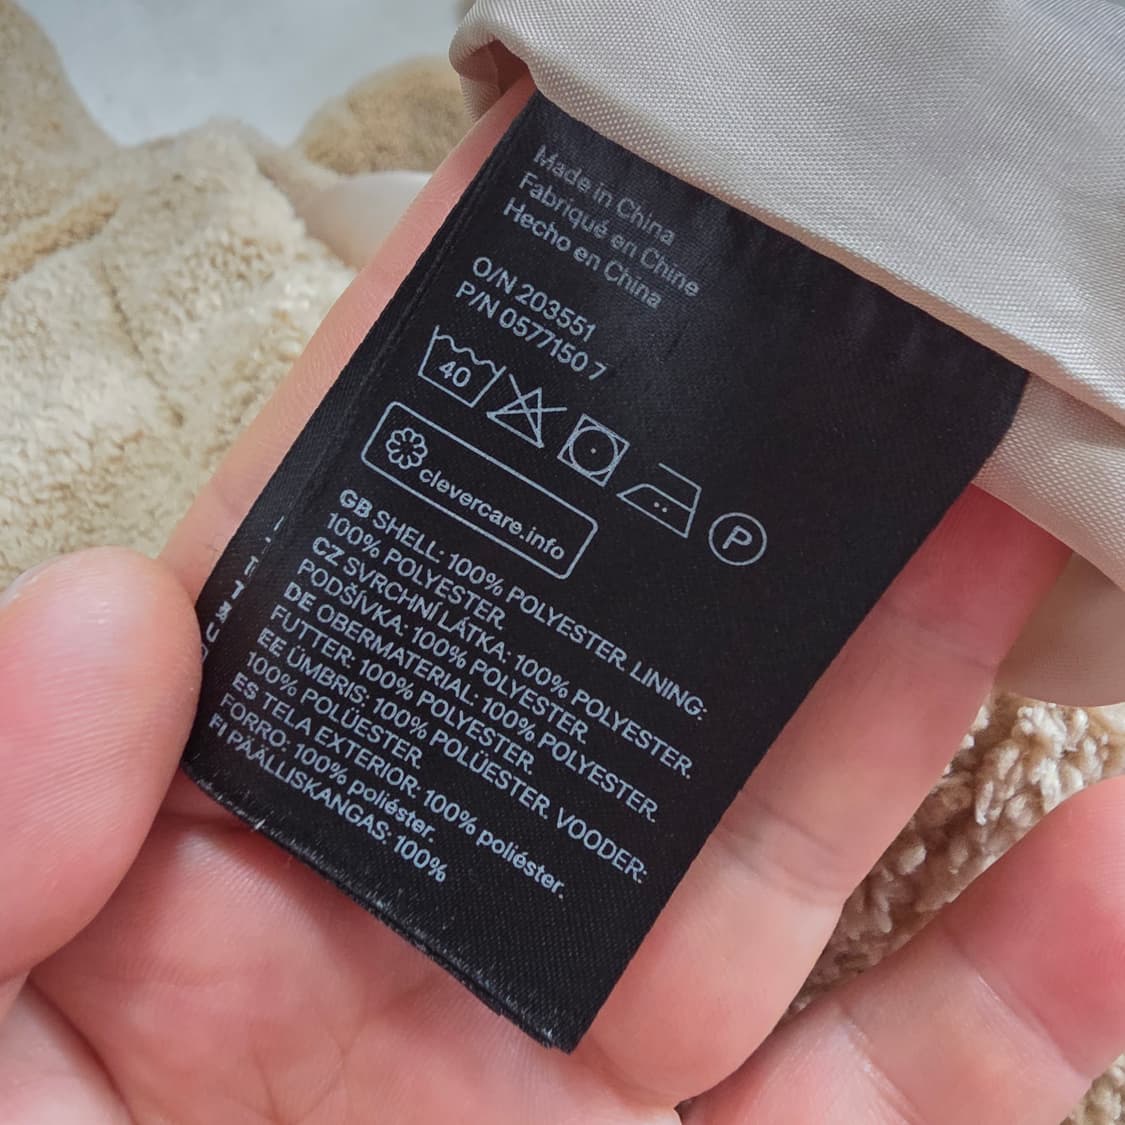 Made in China
Fabriqué en Chine
Hecho en China
O/N 203551
P/N 0577150 7
40
P
clevercare.info
GB SHELL: 100% POLYESTER. LINING:
100% POLYESTER.
CZ SVRCHNÍ LÁTKA: 100% POLYESTER.
PODŠÍVKA: 100% POLYESTER.
DE OBERMATERIAL: 100% POLYESTER.
FUTTER: 100% POLYESTER.
EE ÜMBRIS: 100% POLÜESTER. VOODER:
100% POLÜESTER.
ES TELA EXTERIOR: 100% poliéster.
FORRO: 100% poliéster.
FI PÄÄLLISKANGAS: 100%